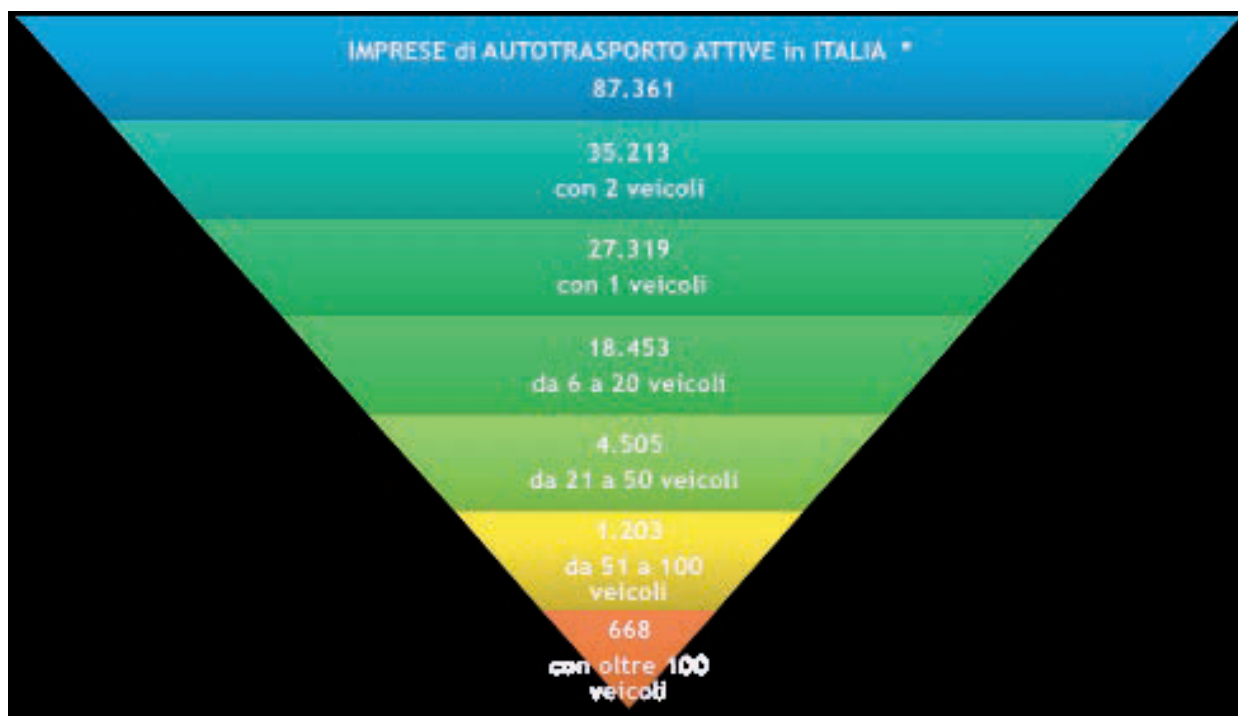 IMPRESE di AUTOTRASPORTO ATTIVE in ITALIA *
87.361
35.213
con 2 veicoli
27.319
con 1 veicoli
18.453
da 6 a 20 veicoli
4.505
da 21 a 50 veicoli
1.203
da 51 a 100
veicoli
668
con oltre 100
veicoli